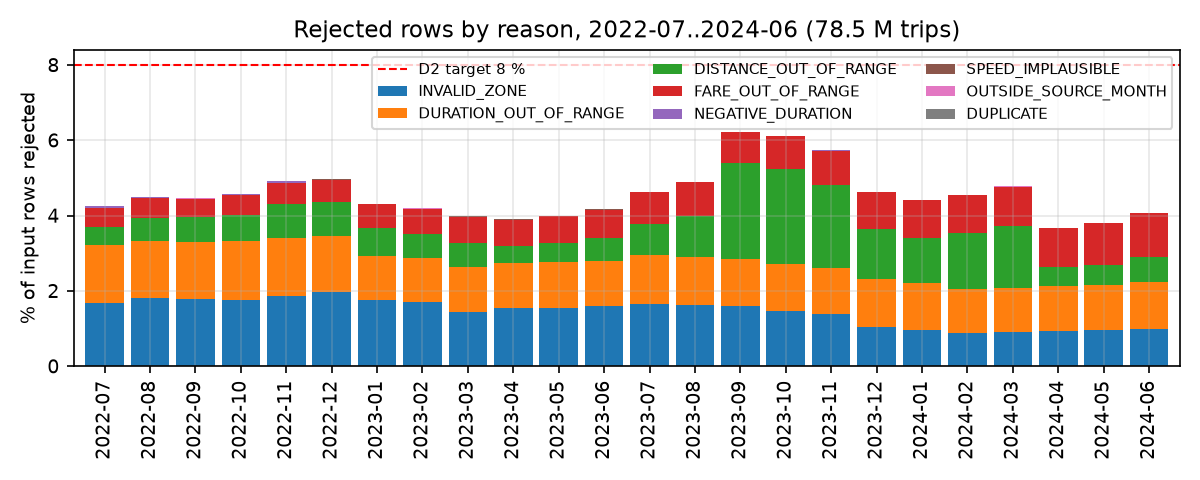 Rejected rows by reason, 2022-07..2024-06 (78.5 M trips)
% of input rows rejected
8
6
4
2
0
D2 target 8 %
INVALID_ZONE
DURATION_OUT_OF_RANGE
DISTANCE_OUT_OF_RANGE
FARE_OUT_OF_RANGE
NEGATIVE_DURATION
SPEED_IMPLAUSIBLE
OUTSIDE_SOURCE_MONTH
DUPLICATE
2022-07
2022-08
2022-09
2022-10
2022-11
2022-12
2023-01
2023-02
2023-03
2023-04
2023-05
2023-06
2023-07
2023-08
2023-09
2023-10
2023-11
2023-12
2024-01
2024-02
2024-03
2024-04
2024-05
2024-06